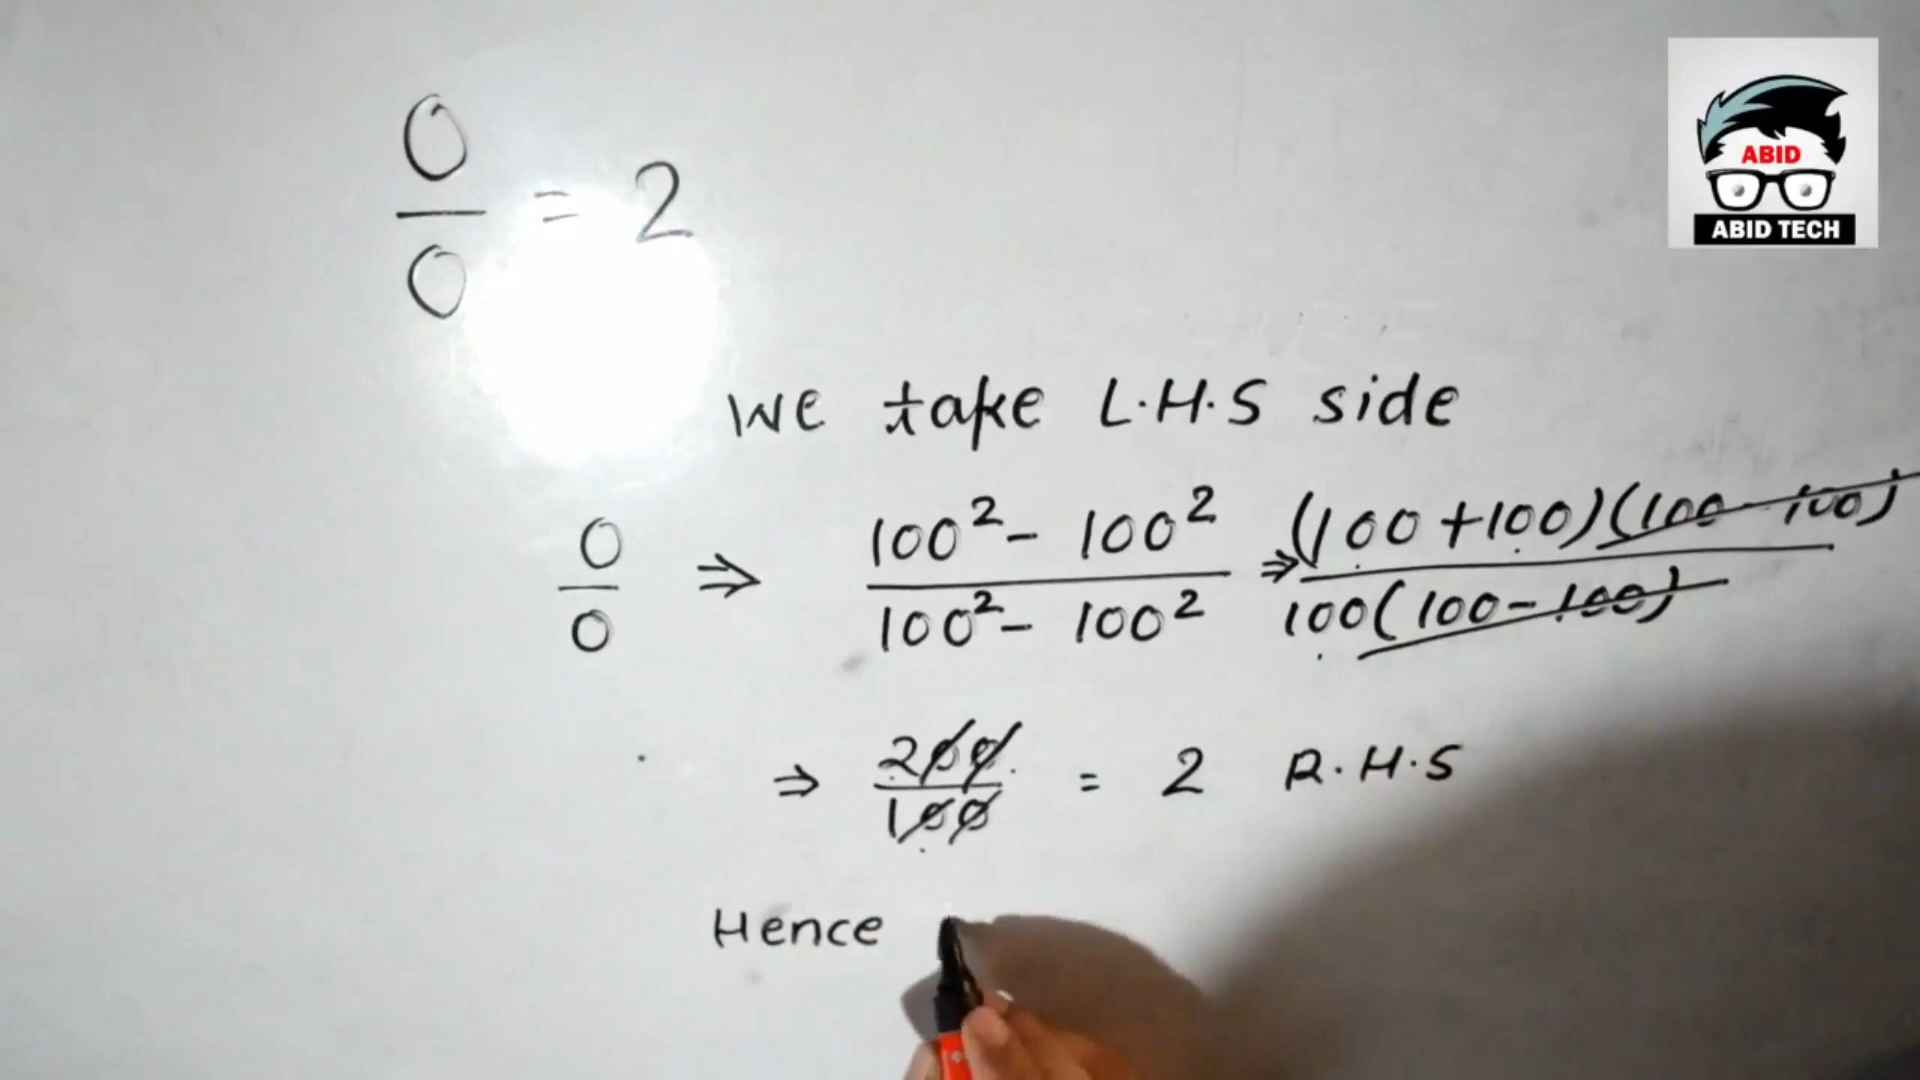 ABID
ABID TECH
0/0 = 2
We take L.H.S side
0/0 ⇒ (100² - 100²)/(100² - 100²) ⇒ (100+100)(100-100)/100(100-100)
⇒ 200/100 = 2 R.H.S
Hence